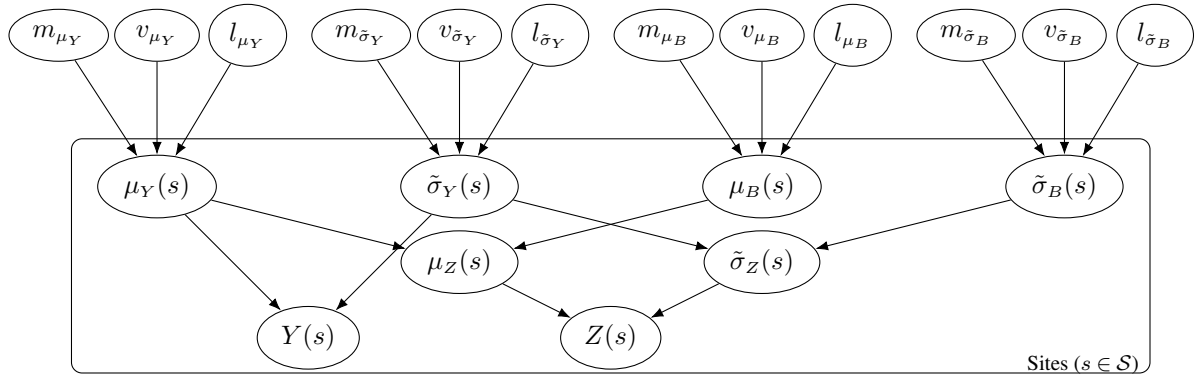 m_{μ_Y} v_{μ_Y} l_{μ_Y} m_{σ̃_Y} v_{σ̃_Y} l_{σ̃_Y} m_{μ_B} v_{μ_B} l_{μ_B} m_{σ̃_B} v_{σ̃_B} l_{σ̃_B}
μ_Y(s) σ̃_Y(s) μ_B(s) σ̃_B(s)
μ_Z(s) σ̃_Z(s)
Y(s) Z(s)
Sites (s ∈ 𝒮)